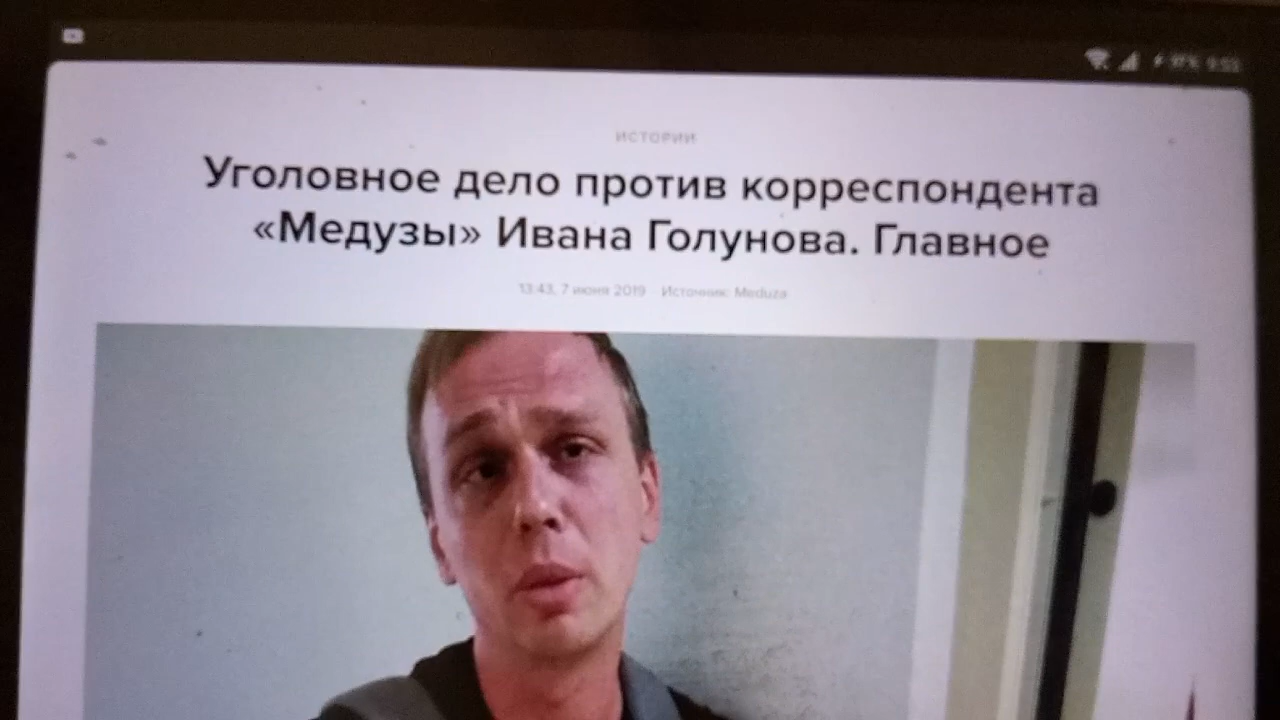 ИСТОРИИ
Уголовное дело против корреспондента
«Медузы» Ивана Голунова. Главное
13:43, 7 июня 2019 Источник: Meduza